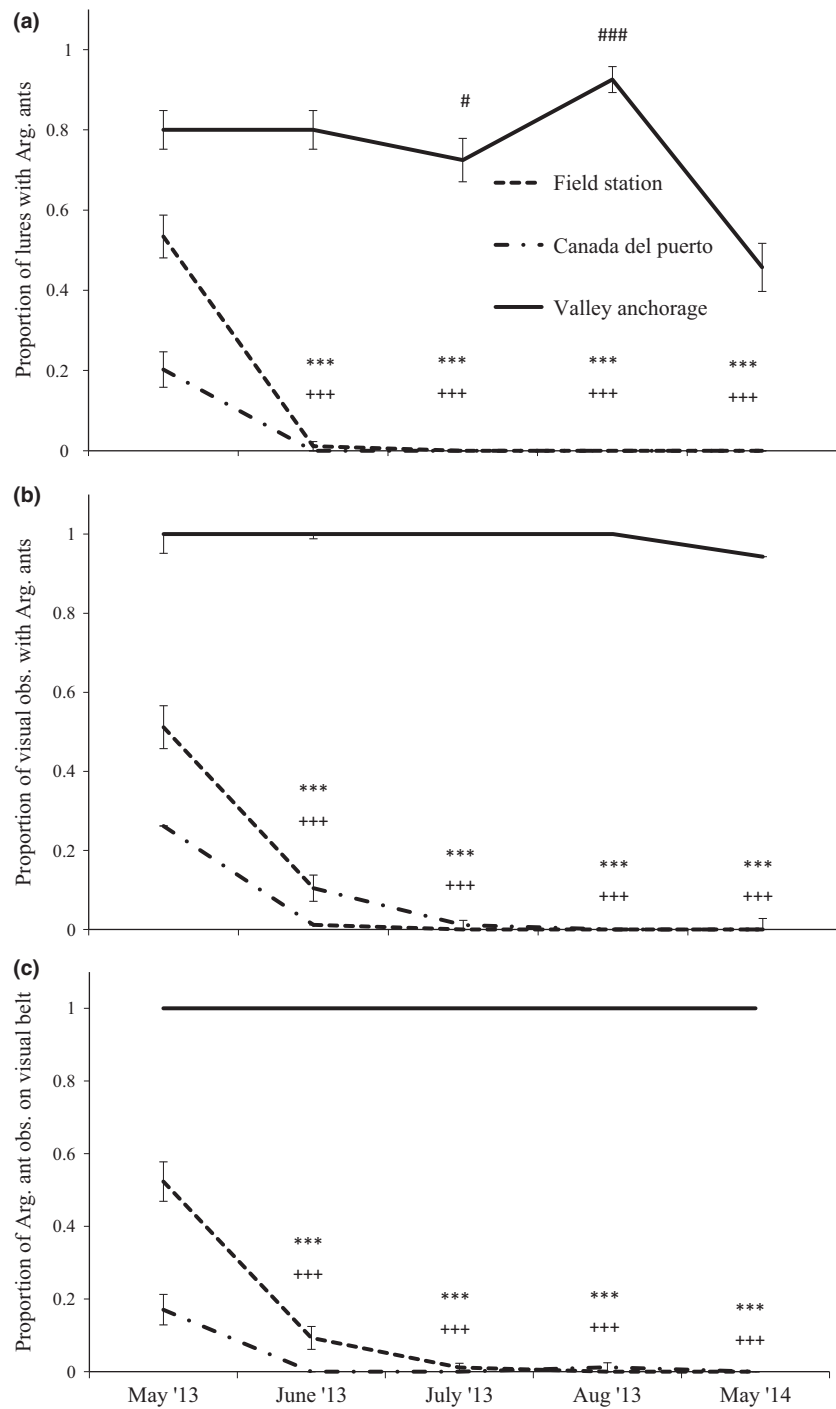 (a)
Proportion of lures with Arg. ants
1
0.8
0.6
0.4
0.2
0
#
###
Field station
Canada del puerto
Valley anchorage
*** *** *** ***
+++ +++ +++ +++
(b)
Proportion of visual obs. with Arg. ants
1
0.8
0.6
0.4
0.2
0
*** *** *** ***
+++ +++ +++ +++
(c)
Proportion of Arg. ant obs. on visual belt
1
0.8
0.6
0.4
0.2
0
*** *** *** ***
+++ +++ +++ +++
May '13 June '13 July '13 Aug '13 May '14